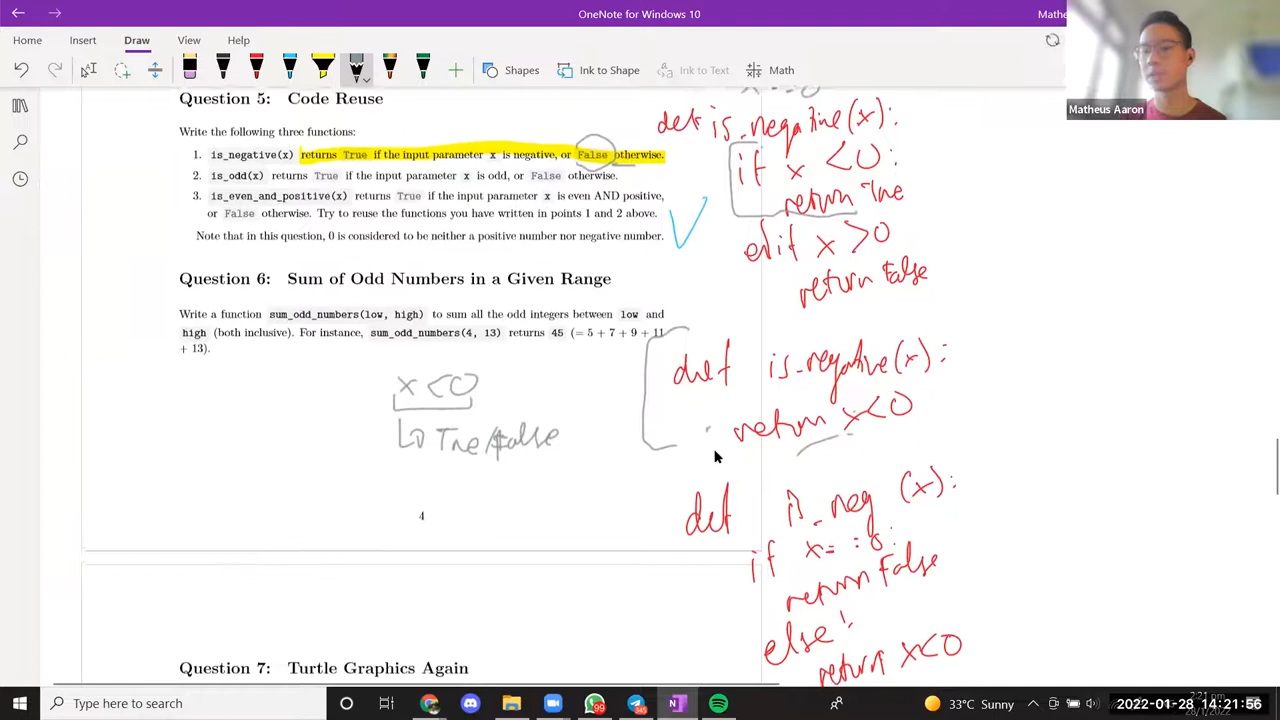 OneNote for Windows 10
Mathe
Home
Insert
Draw
View
Help
Shapes
Ink to Shape
Ink to Text
Math
Matheus Aaron
Question 5: Code Reuse
Write the following three functions:
1. is_negative(x) returns True if the input parameter x is negative, or False otherwise.
2. is_odd(x) returns True if the input parameter x is odd, or False otherwise.
3. is_even_and_positive(x) returns True if the input parameter x is even AND positive,
or False otherwise. Try to reuse the functions you have written in points 1 and 2 above.
Note that in this question, 0 is considered to be neither a positive number nor negative number.
def is_negative(x):
if x <0:
return True
elif x >0
return False
Question 6: Sum of Odd Numbers in a Given Range
Write a function sum_odd_numbers(low, high) to sum all the odd integers between low and
high (both inclusive). For instance, sum_odd_numbers(4, 13) returns 45 (= 5 + 7 + 9 + 11
+ 13).
x <0
True/False
def is_negative(x):
return x<0
def is_neg (x):
if x= =0:
return False
else:
return x<0
4
Question 7: Turtle Graphics Again
Type here to search
99
33°C Sunny
2:21 pm
28/1/2022
2022-01-28 14:21:56